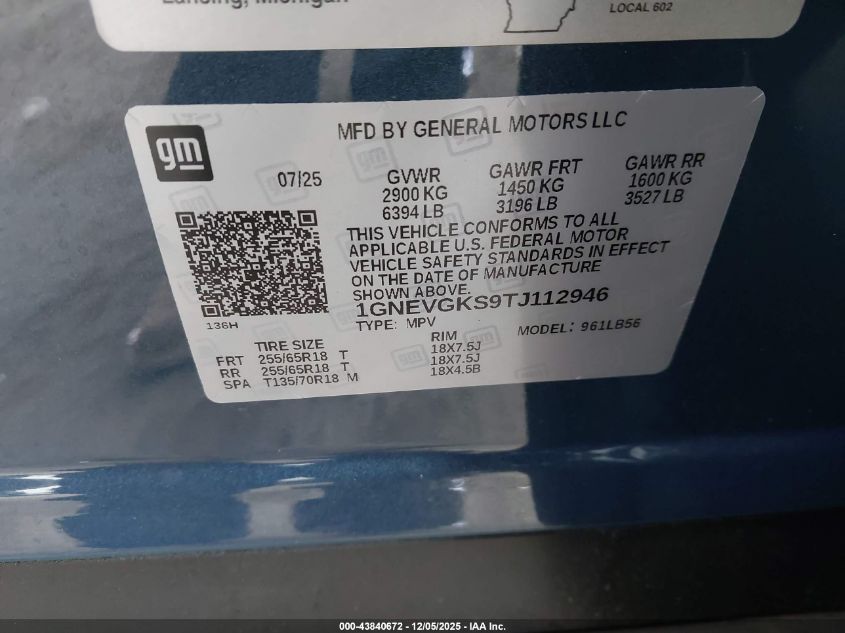 Lansing, Michigan
LOCAL 602
gm
MFD BY GENERAL MOTORS LLC
07/25
GVWR
2900 KG
6394 LB
GAWR FRT
1450 KG
3196 LB
GAWR RR
1600 KG
3527 LB
THIS VEHICLE CONFORMS TO ALL
APPLICABLE U.S. FEDERAL MOTOR
VEHICLE SAFETY STANDARDS IN EFFECT
ON THE DATE OF MANUFACTURE
SHOWN ABOVE.
1GNEVGKS9TJ112946
TYPE: MPV
MODEL: 961LB56
136H
TIRE SIZE
RIM
FRT 255/65R18 T 18X7.5J
RR 255/65R18 T 18X7.5J
SPA T135/70R18 M 18X4.5B
000-43840672 - 12/05/2025 - IAA Inc.